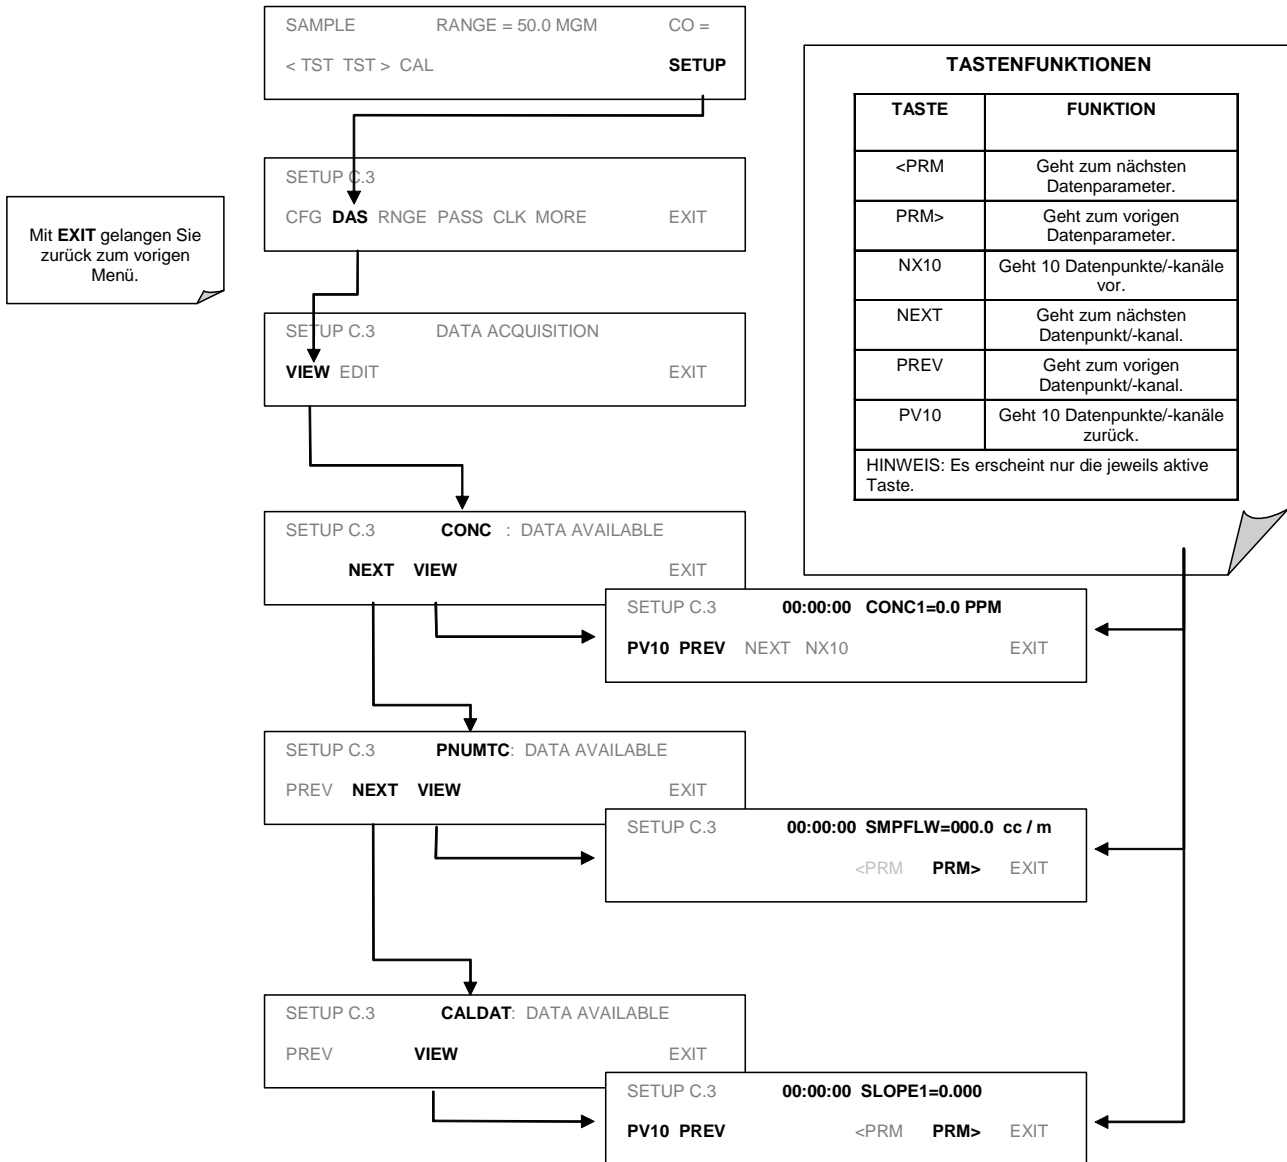 SAMPLE RANGE = 50.0 MGM CO =
< TST TST > CAL SETUP
TASTENFUNKTIONEN
TASTE FUNKTION
<PRM Geht zum nächsten
Datenparameter.
PRM> Geht zum vorigen
Datenparameter.
NX10 Geht 10 Datenpunkte/-kanäle
vor.
NEXT Geht zum nächsten
Datenpunkt/-kanal.
PREV Geht zum vorigen
Datenpunkt/-kanal.
PV10 Geht 10 Datenpunkte/-kanäle
zurück.
HINWEIS: Es erscheint nur die jeweils aktive
Taste.
SETUP C.3
CFG DAS RNGE PASS CLK MORE EXIT
Mit EXIT gelangen Sie
zurück zum vorigen
Menü.
SETUP C.3 DATA ACQUISITION
VIEW EDIT EXIT
SETUP C.3 CONC : DATA AVAILABLE
NEXT VIEW EXIT
SETUP C.3 00:00:00 CONC1=0.0 PPM
PV10 PREV NEXT NX10 EXIT
SETUP C.3 PNUMTC: DATA AVAILABLE
PREV NEXT VIEW EXIT
SETUP C.3 00:00:00 SMPFLW=000.0 cc / m
<PRM PRM> EXIT
SETUP C.3 CALDAT: DATA AVAILABLE
PREV VIEW EXIT
SETUP C.3 00:00:00 SLOPE1=0.000
PV10 PREV <PRM PRM> EXIT